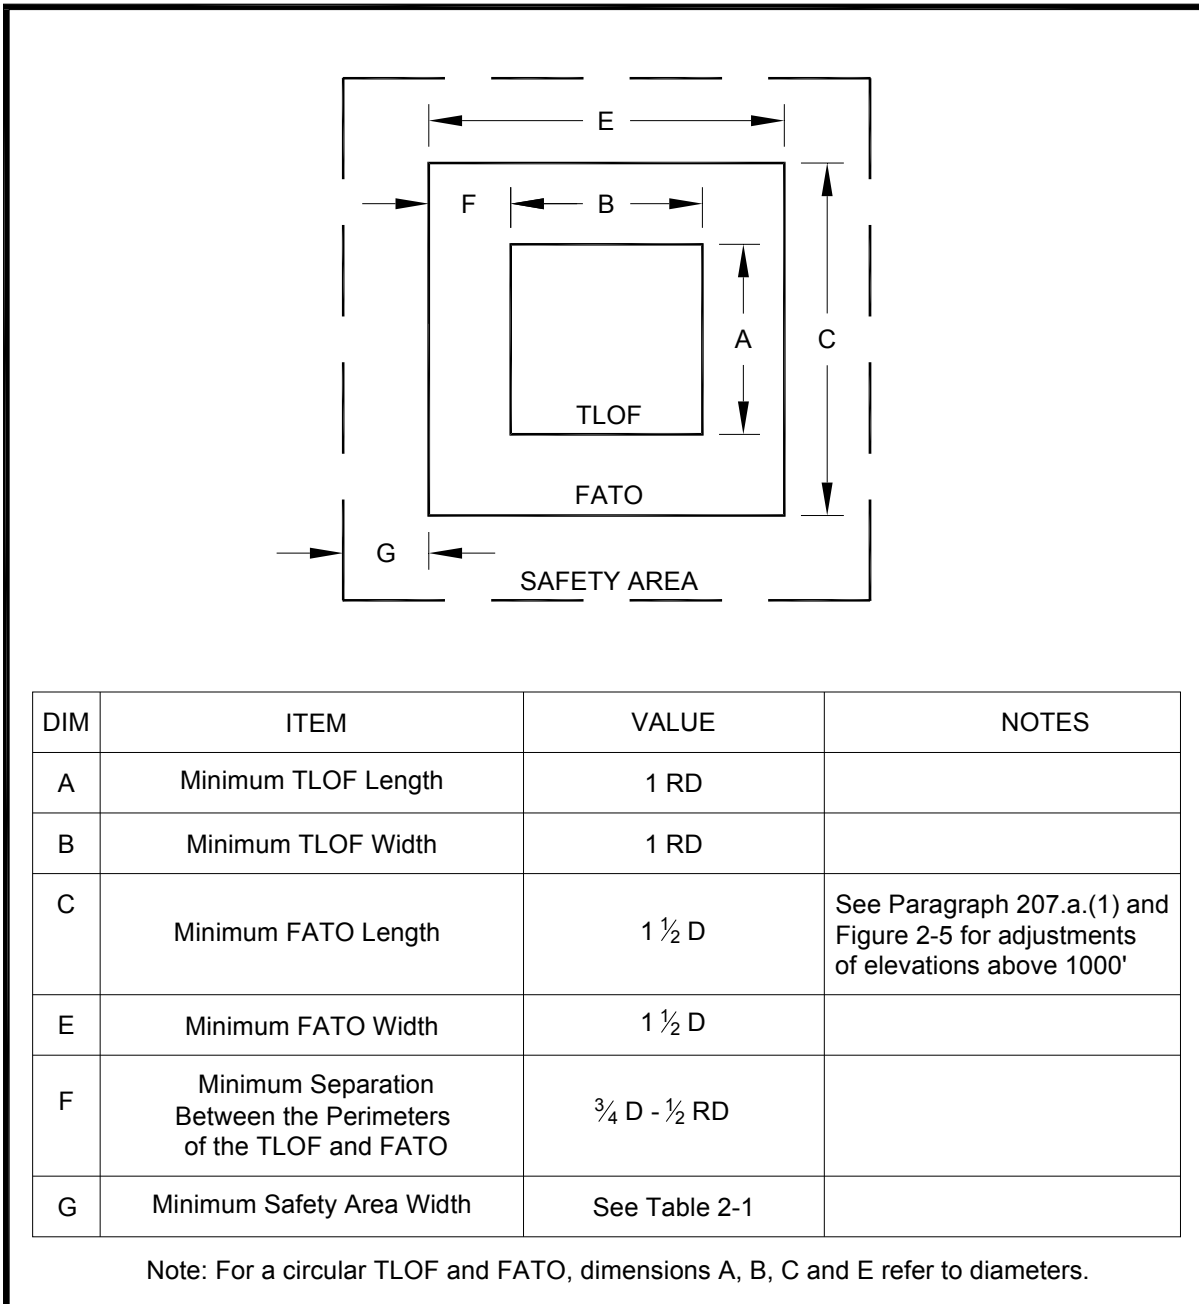 E
F
B
A
C
TLOF
FATO
G
SAFETY AREA
DIM ITEM VALUE NOTES
A Minimum TLOF Length 1 RD
B Minimum TLOF Width 1 RD
C Minimum FATO Length 1 ½ D See Paragraph 207.a.(1) and
Figure 2-5 for adjustments
of elevations above 1000'
E Minimum FATO Width 1 ½ D
F Minimum Separation
Between the Perimeters
of the TLOF and FATO ¾ D - ½ RD
G Minimum Safety Area Width See Table 2-1
Note: For a circular TLOF and FATO, dimensions A, B, C and E refer to diameters.